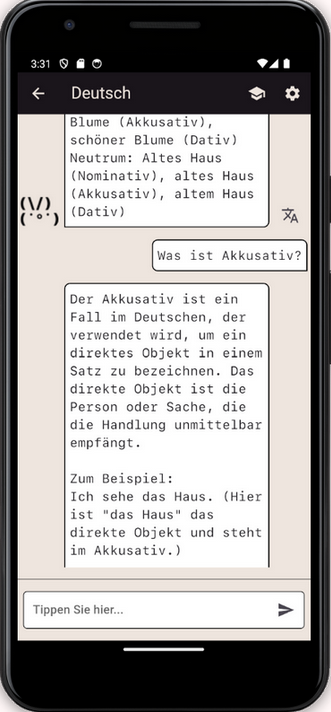 3:31
Deutsch
Blume (Akkusativ),
schöner Blume (Dativ)
Neutrum: Altes Haus
(Nominativ), altes Haus
(Akkusativ), altem Haus
(Dativ)
(\/)
(·°·)
Was ist Akkusativ?
Der Akkusativ ist ein
Fall im Deutschen, der
verwendet wird, um ein
direktes Objekt in einem
Satz zu bezeichnen. Das
direkte Objekt ist die
Person oder Sache, die
die Handlung unmittelbar
empfängt.
Zum Beispiel:
Ich sehe das Haus. (Hier
ist "das Haus" das
direkte Objekt und steht
im Akkusativ.)
Tippen Sie hier...